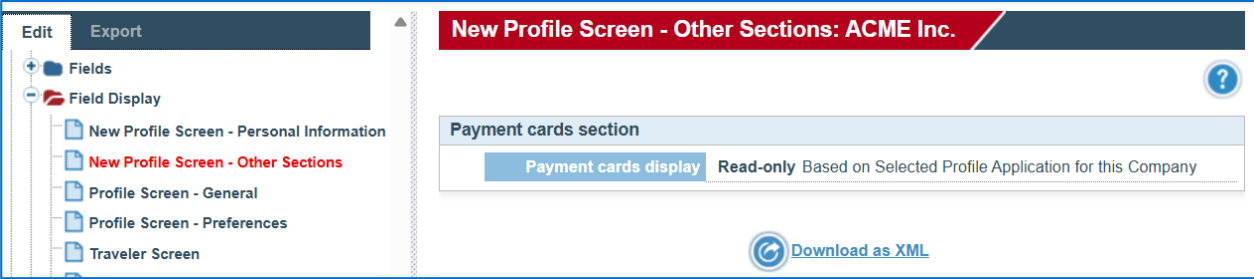 Edit
Export
Fields
Field Display
New Profile Screen - Personal Information
New Profile Screen - Other Sections
Profile Screen - General
Profile Screen - Preferences
Traveler Screen
New Profile Screen - Other Sections: ACME Inc.
?
Payment cards section
Payment cards display Read-only Based on Selected Profile Application for this Company
Download as XML